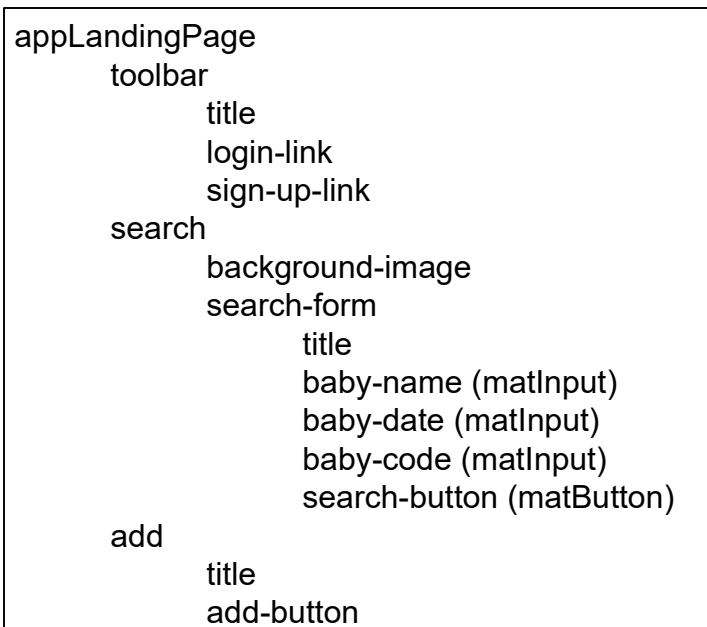 appLandingPage
toolbar
title
login-link
sign-up-link
search
background-image
search-form
title
baby-name (matInput)
baby-date (matInput)
baby-code (matInput)
search-button (matButton)
add
title
add-button